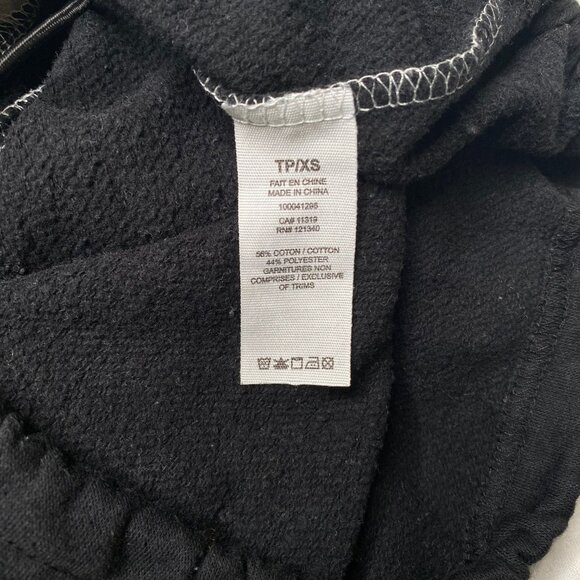 TP/XS
FAIT EN CHINE
MADE IN CHINA
100041296
CA# 11319
RN# 121340
56% COTON / COTTON
44% POLYESTER
GARNITURES NON
COMPRISES / EXCLUSIVE
OF TRIMS